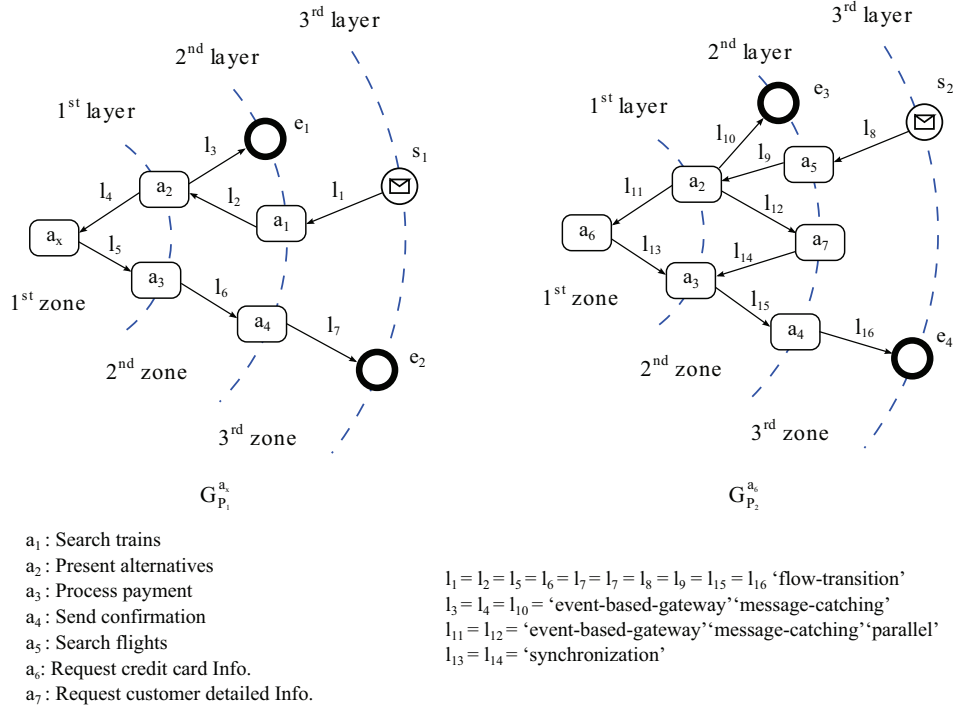 3rd layer
2nd layer
1st layer
e1
l3
s1
l1
a2
l4
l2
a1
ax
l5
a3
1st zone
l6
a4
l7
e2
2nd zone
3rd zone
G P1 ax
3rd layer
2nd layer
1st layer
e3
s2
l10
l8
l9
a5
a2
l11
l12
a6
a7
l13
l14
a3
1st zone
l15
a4
l16
e4
2nd zone
3rd zone
G P2 a6
a1 : Search trains
a2 : Present alternatives
a3 : Process payment
a4 : Send confirmation
a5 : Search flights
a6: Request credit card Info.
a7 : Request customer detailed Info.
l1 = l2 = l5 = l6 = l7 = l7 = l8 = l9 = l15 = l16 ‘flow-transition’
l3 = l4 = l10 = ‘event-based-gateway’‘message-catching’
l11 = l12 = ‘event-based-gateway’‘message-catching’‘parallel’
l13 = l14 = ‘synchronization’